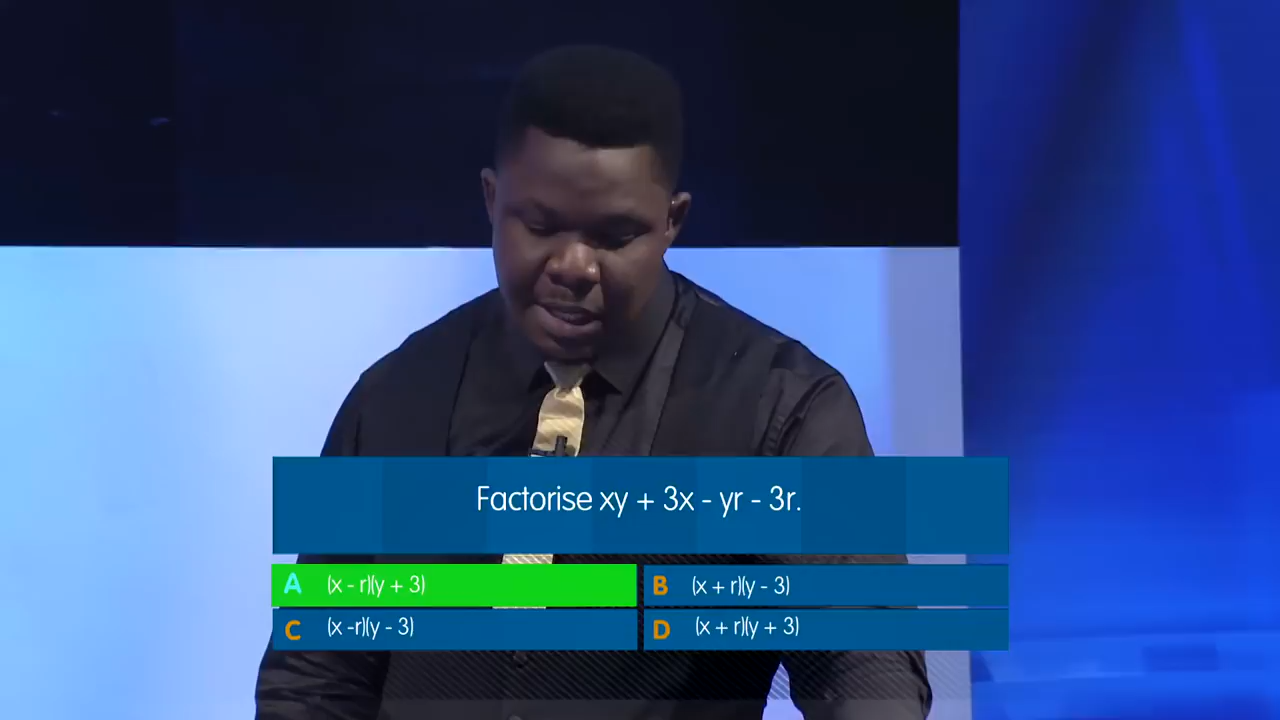 Factorise xy + 3x - yr - 3r.
A (x - r)(y + 3)
B (x + r)(y - 3)
C (x -r)(y - 3)
D (x + r)(y + 3)